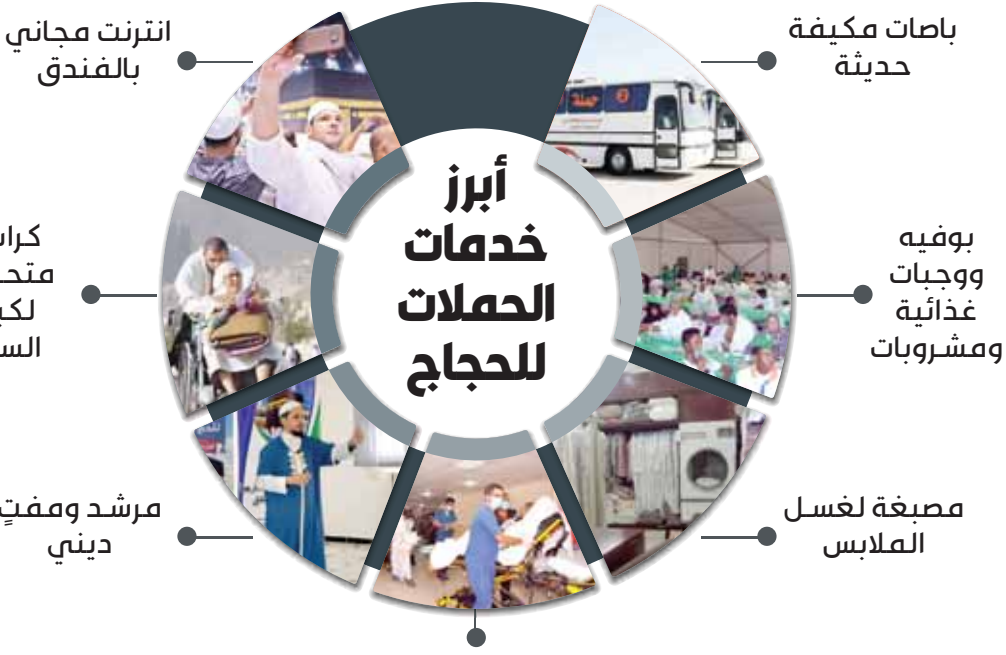 أبرز
خدمات
الحملات
للحجاج
باصات مكيفة
حديثة
بوفيه
ووجبات
غذائية
ومشروبات
مصبغة لغسل
الملابس
انترنت مجاني
بالفندق
مرشد ومفتٍ
ديني
حملة